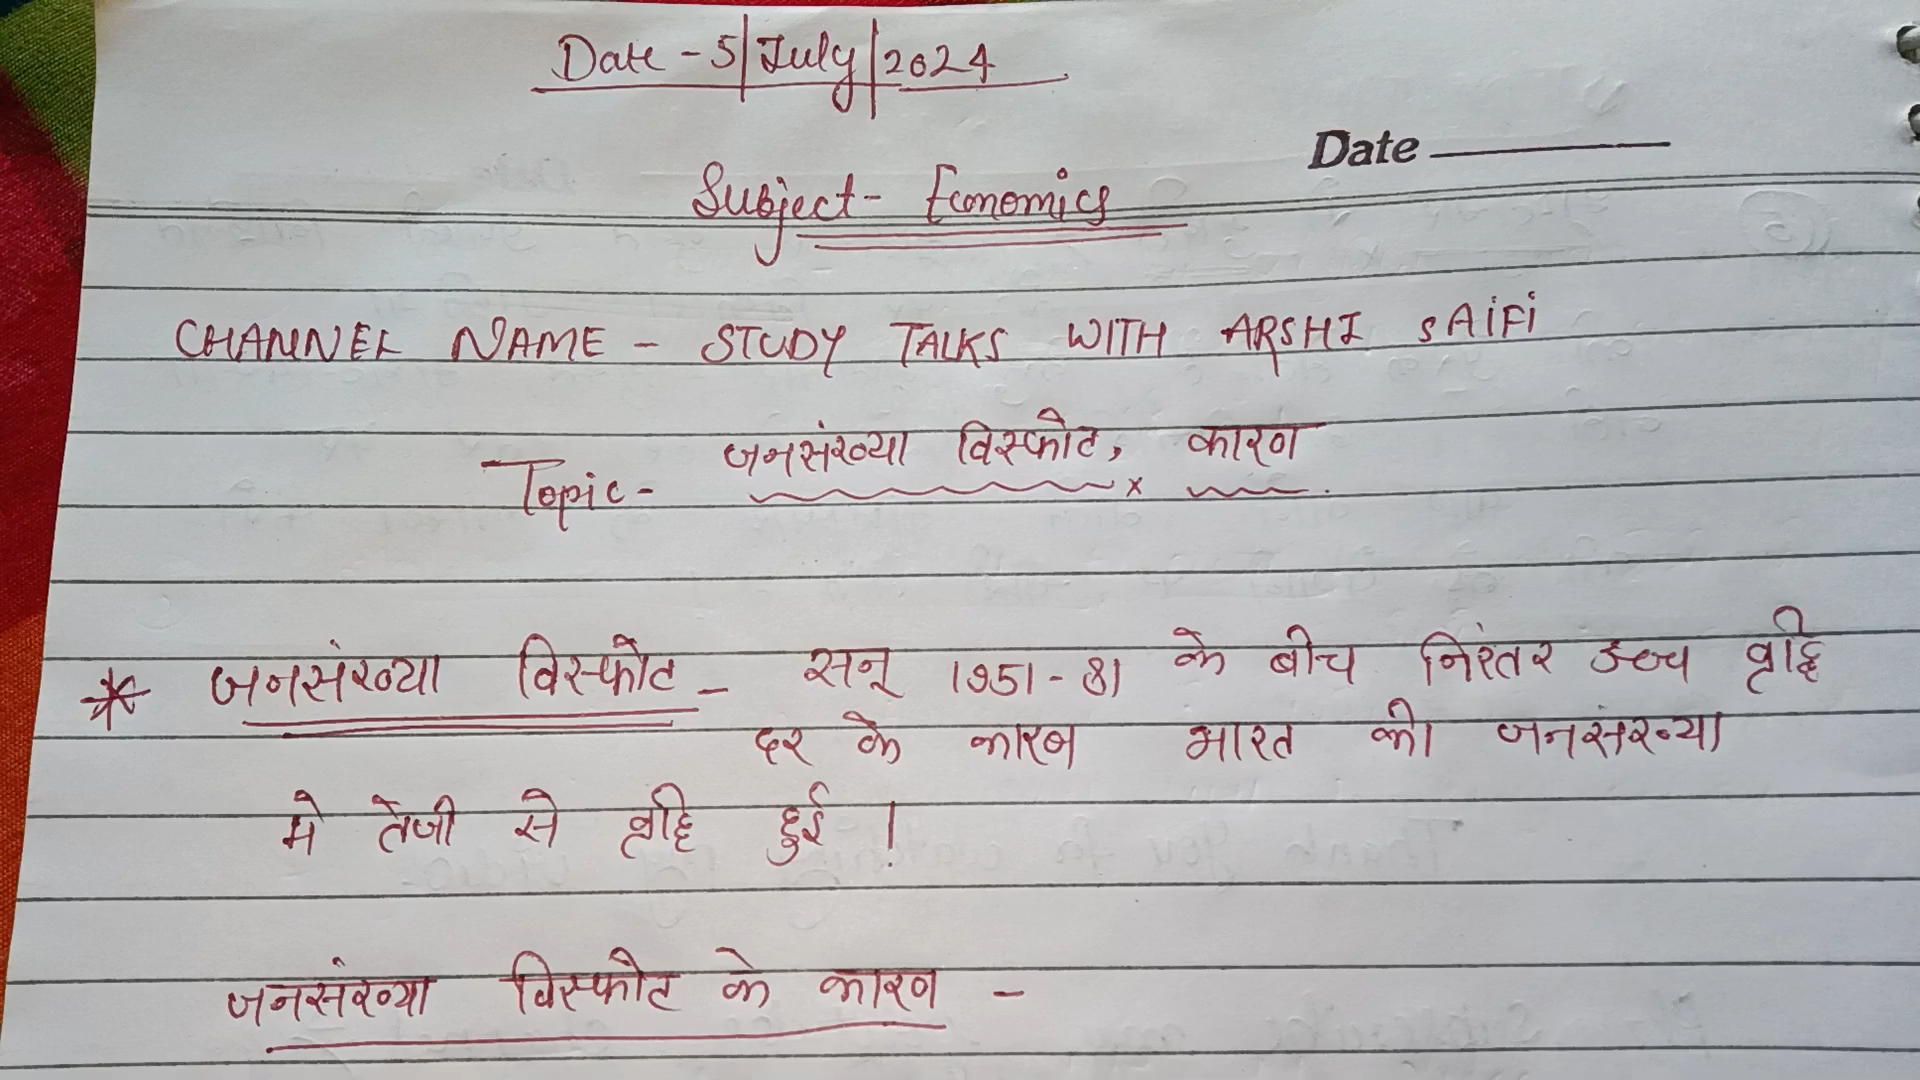 Date - 5/July/2024
Date
Subject - Economics
CHANNEL NAME - STUDY TALKS WITH ARSHI SAIFI
Topic - जनसंख्या विस्फोट, कारण
* जनसंख्या विस्फोट - सन् 1951-81 के बीच निरंतर उच्च वृद्धि
दर के कारण भारत की जनसंख्या
मे तेजी से वृद्धि हुई।
जनसंख्या विस्फोट के कारण -